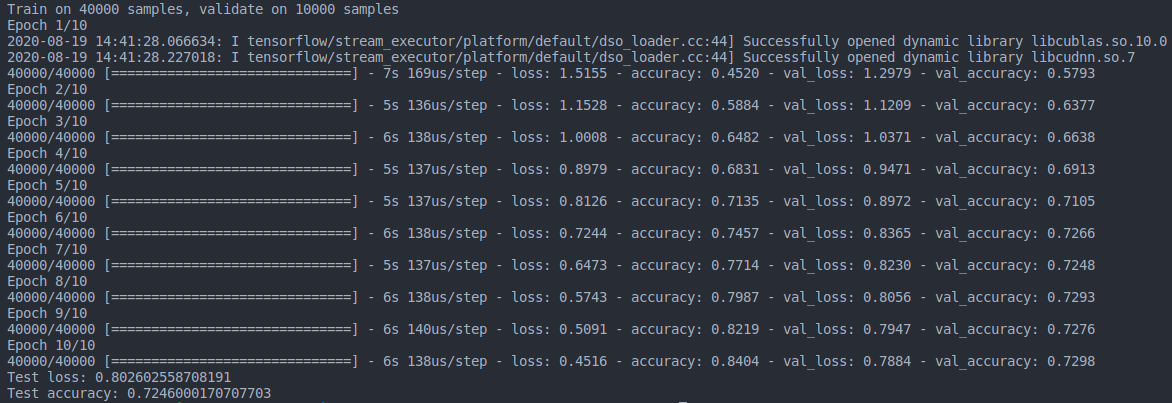 Train on 40000 samples, validate on 10000 samples
Epoch 1/10
2020-08-19 14:41:28.066634: I tensorflow/stream_executor/platform/default/dso_loader.cc:44] Successfully opened dynamic library libcublas.so.10.0
2020-08-19 14:41:28.227018: I tensorflow/stream_executor/platform/default/dso_loader.cc:44] Successfully opened dynamic library libcudnn.so.7
40000/40000 [==============================] - 7s 169us/step - loss: 1.5155 - accuracy: 0.4520 - val_loss: 1.2979 - val_accuracy: 0.5793
Epoch 2/10
40000/40000 [==============================] - 5s 136us/step - loss: 1.1528 - accuracy: 0.5884 - val_loss: 1.1209 - val_accuracy: 0.6377
Epoch 3/10
40000/40000 [==============================] - 6s 138us/step - loss: 1.0008 - accuracy: 0.6482 - val_loss: 1.0371 - val_accuracy: 0.6638
Epoch 4/10
40000/40000 [==============================] - 5s 137us/step - loss: 0.8979 - accuracy: 0.6831 - val_loss: 0.9471 - val_accuracy: 0.6913
Epoch 5/10
40000/40000 [==============================] - 5s 137us/step - loss: 0.8126 - accuracy: 0.7135 - val_loss: 0.8972 - val_accuracy: 0.7105
Epoch 6/10
40000/40000 [==============================] - 6s 138us/step - loss: 0.7244 - accuracy: 0.7457 - val_loss: 0.8365 - val_accuracy: 0.7266
Epoch 7/10
40000/40000 [==============================] - 5s 137us/step - loss: 0.6473 - accuracy: 0.7714 - val_loss: 0.8230 - val_accuracy: 0.7248
Epoch 8/10
40000/40000 [==============================] - 6s 138us/step - loss: 0.5743 - accuracy: 0.7987 - val_loss: 0.8056 - val_accuracy: 0.7293
Epoch 9/10
40000/40000 [==============================] - 6s 140us/step - loss: 0.5091 - accuracy: 0.8219 - val_loss: 0.7947 - val_accuracy: 0.7276
Epoch 10/10
40000/40000 [==============================] - 6s 138us/step - loss: 0.4516 - accuracy: 0.8404 - val_loss: 0.7884 - val_accuracy: 0.7298
Test loss: 0.802602558708191
Test accuracy: 0.7246000170707703